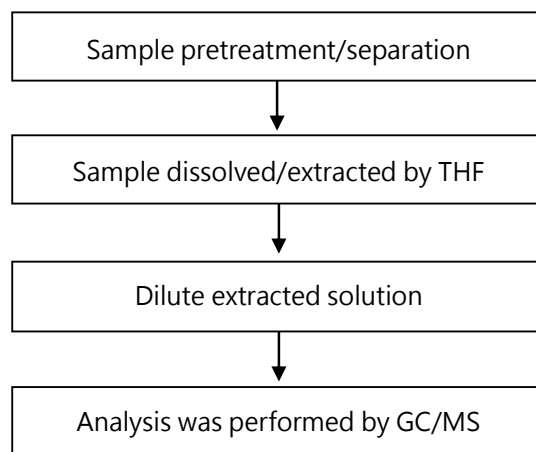 Sample pretreatment/separation
Sample dissolved/extracted by THF
Dilute extracted solution
Analysis was performed by GC/MS